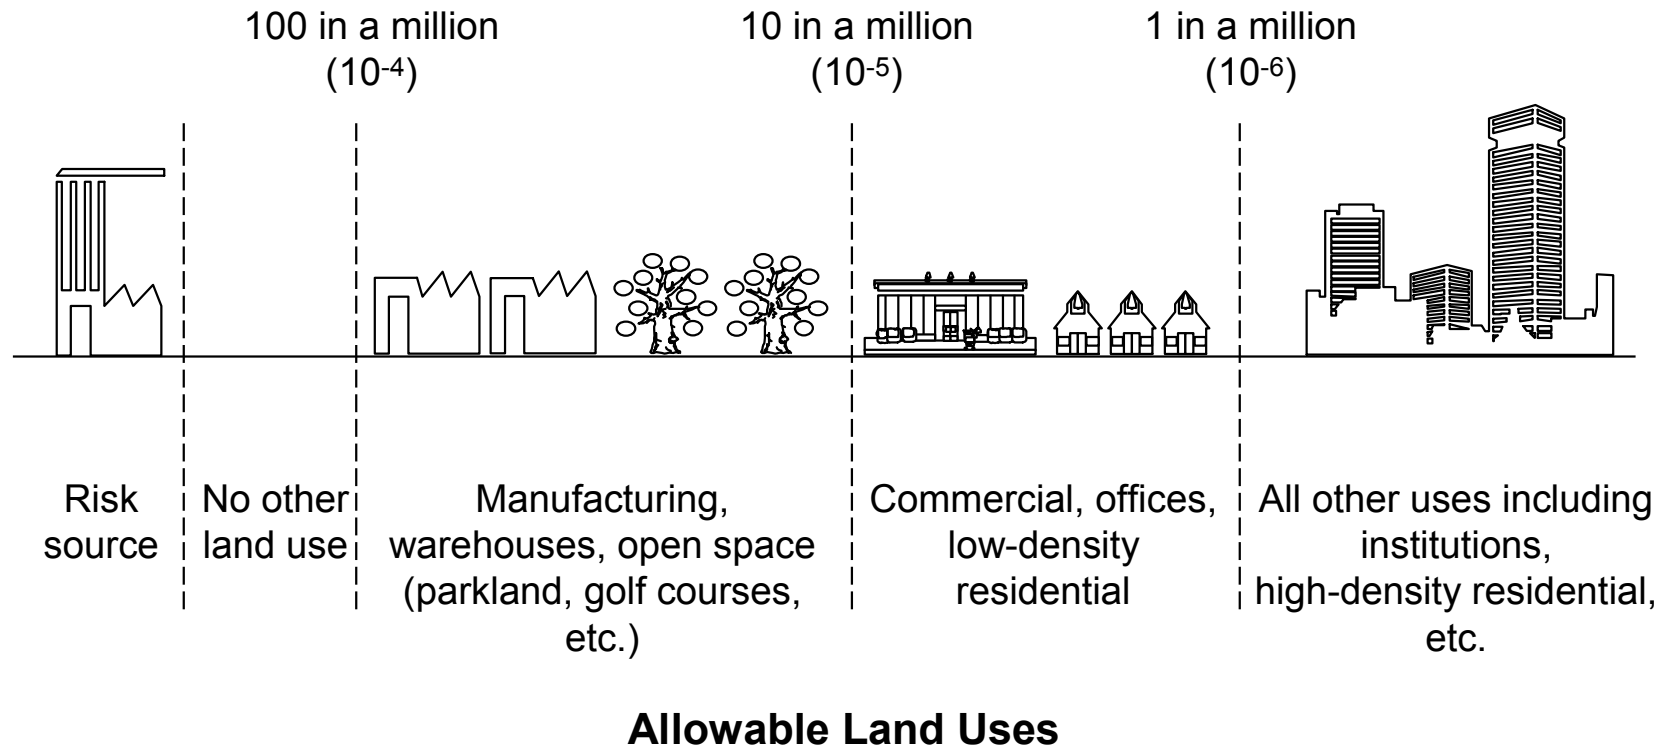 100 in a million
(10-4)
10 in a million
(10-5)
1 in a million
(10-6)
Risk
source
No other
land use
Manufacturing,
warehouses, open space
(parkland, golf courses,
etc.)
Commercial, offices,
low-density
residential
All other uses including
institutions,
high-density residential,
etc.
Allowable Land Uses